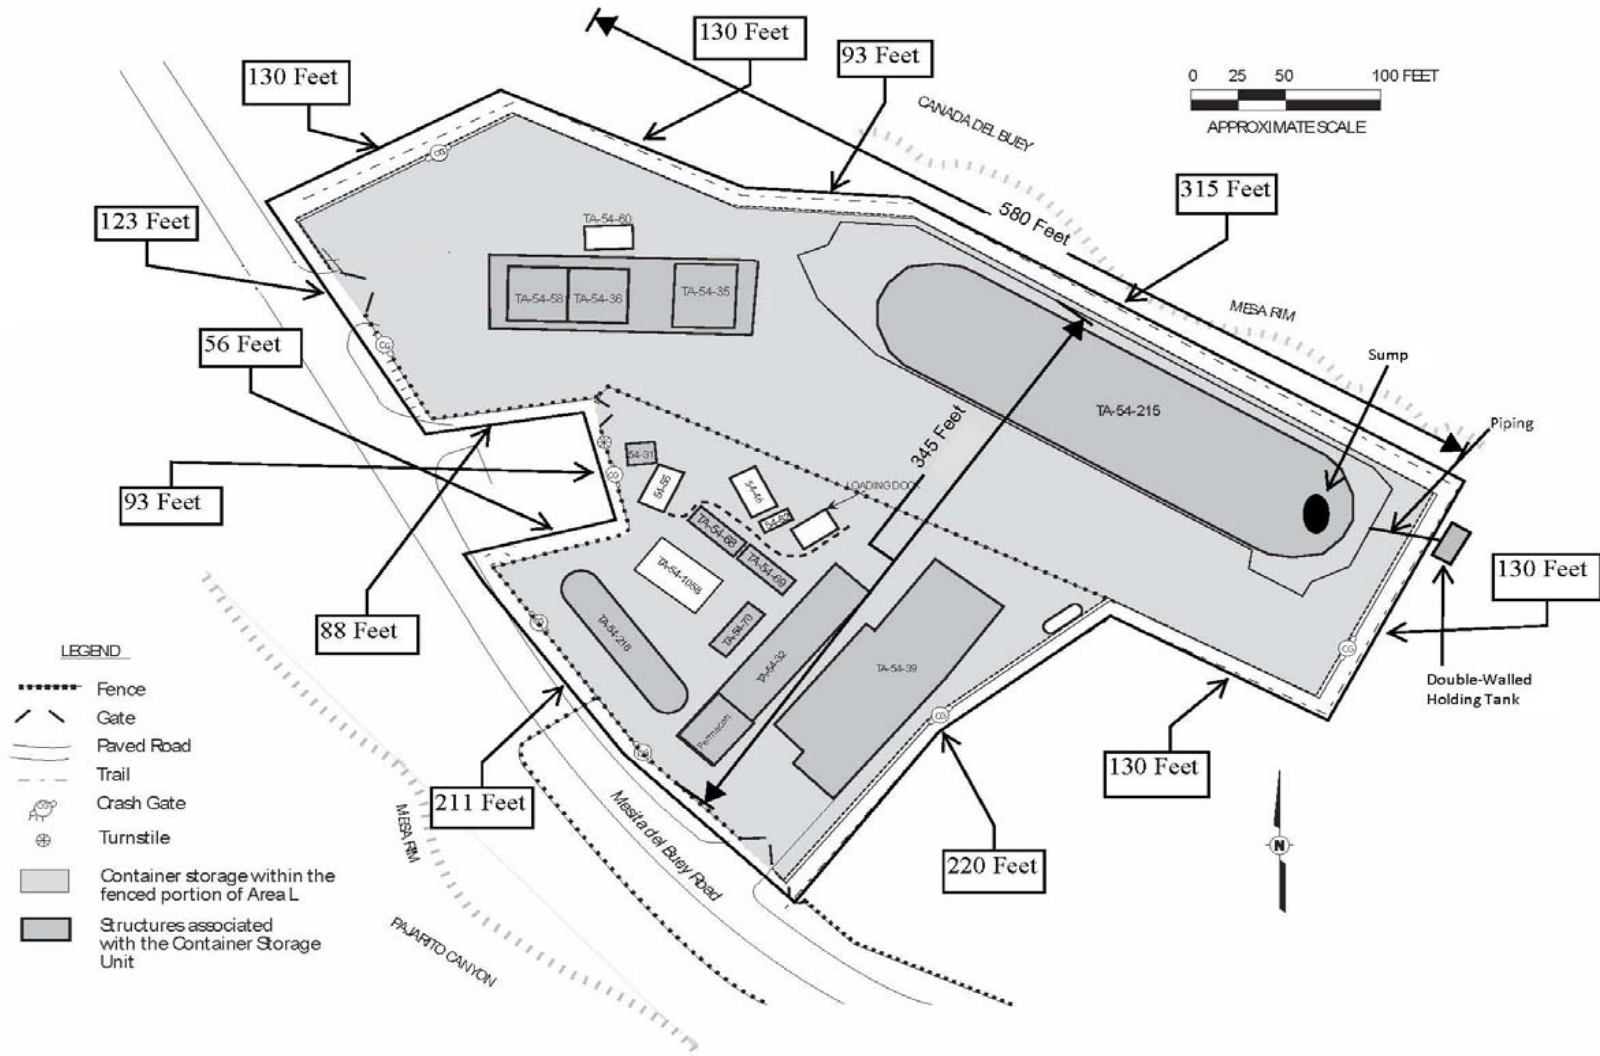 130 Feet
93 Feet
130 Feet
0 25 50 100 FEET
APPROXIMATE SCALE
CANADA DEL BUEY
315 Feet
580 Feet
123 Feet
TA-54-60
TA-54-58
TA-54-36
TA-54-35
MESA RIM
56 Feet
Sump
TA-54-215
Piping
345 Feet
54-31
LOADING DOCK
93 Feet
54-46
TA-54-68
TA-54-69
TA-54-1058
130 Feet
88 Feet
TA-54-216
TA-54-70
TA-54-32
TA-54-39
CG
Permacon
Double-Walled
Holding Tank
130 Feet
211 Feet
220 Feet
N
Mesita del Buey Road
MESA RIM
PAJARITO CANYON
LEGEND
Fence
Gate
Paved Road
Trail
CG
Crash Gate
Turnstile
Container storage within the
fenced portion of Area L
Structures associated
with the Container Storage
Unit